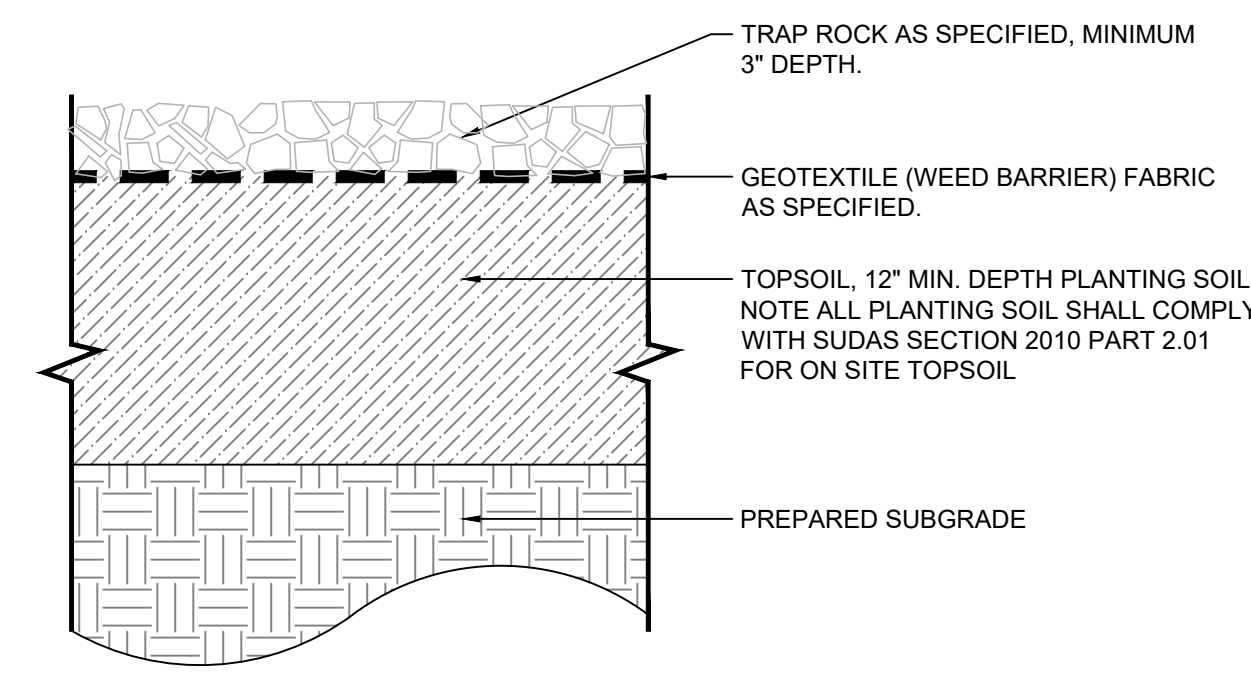 TRAP ROCK AS SPECIFIED, MINIMUM
3" DEPTH.
GEOTEXTILE (WEED BARRIER) FABRIC
AS SPECIFIED.
TOPSOIL, 12" MIN. DEPTH PLANTING SOIL
NOTE ALL PLANTING SOIL SHALL COMPLY
WITH SUDAS SECTION 2010 PART 2.01
FOR ON SITE TOPSOIL
PREPARED SUBGRADE